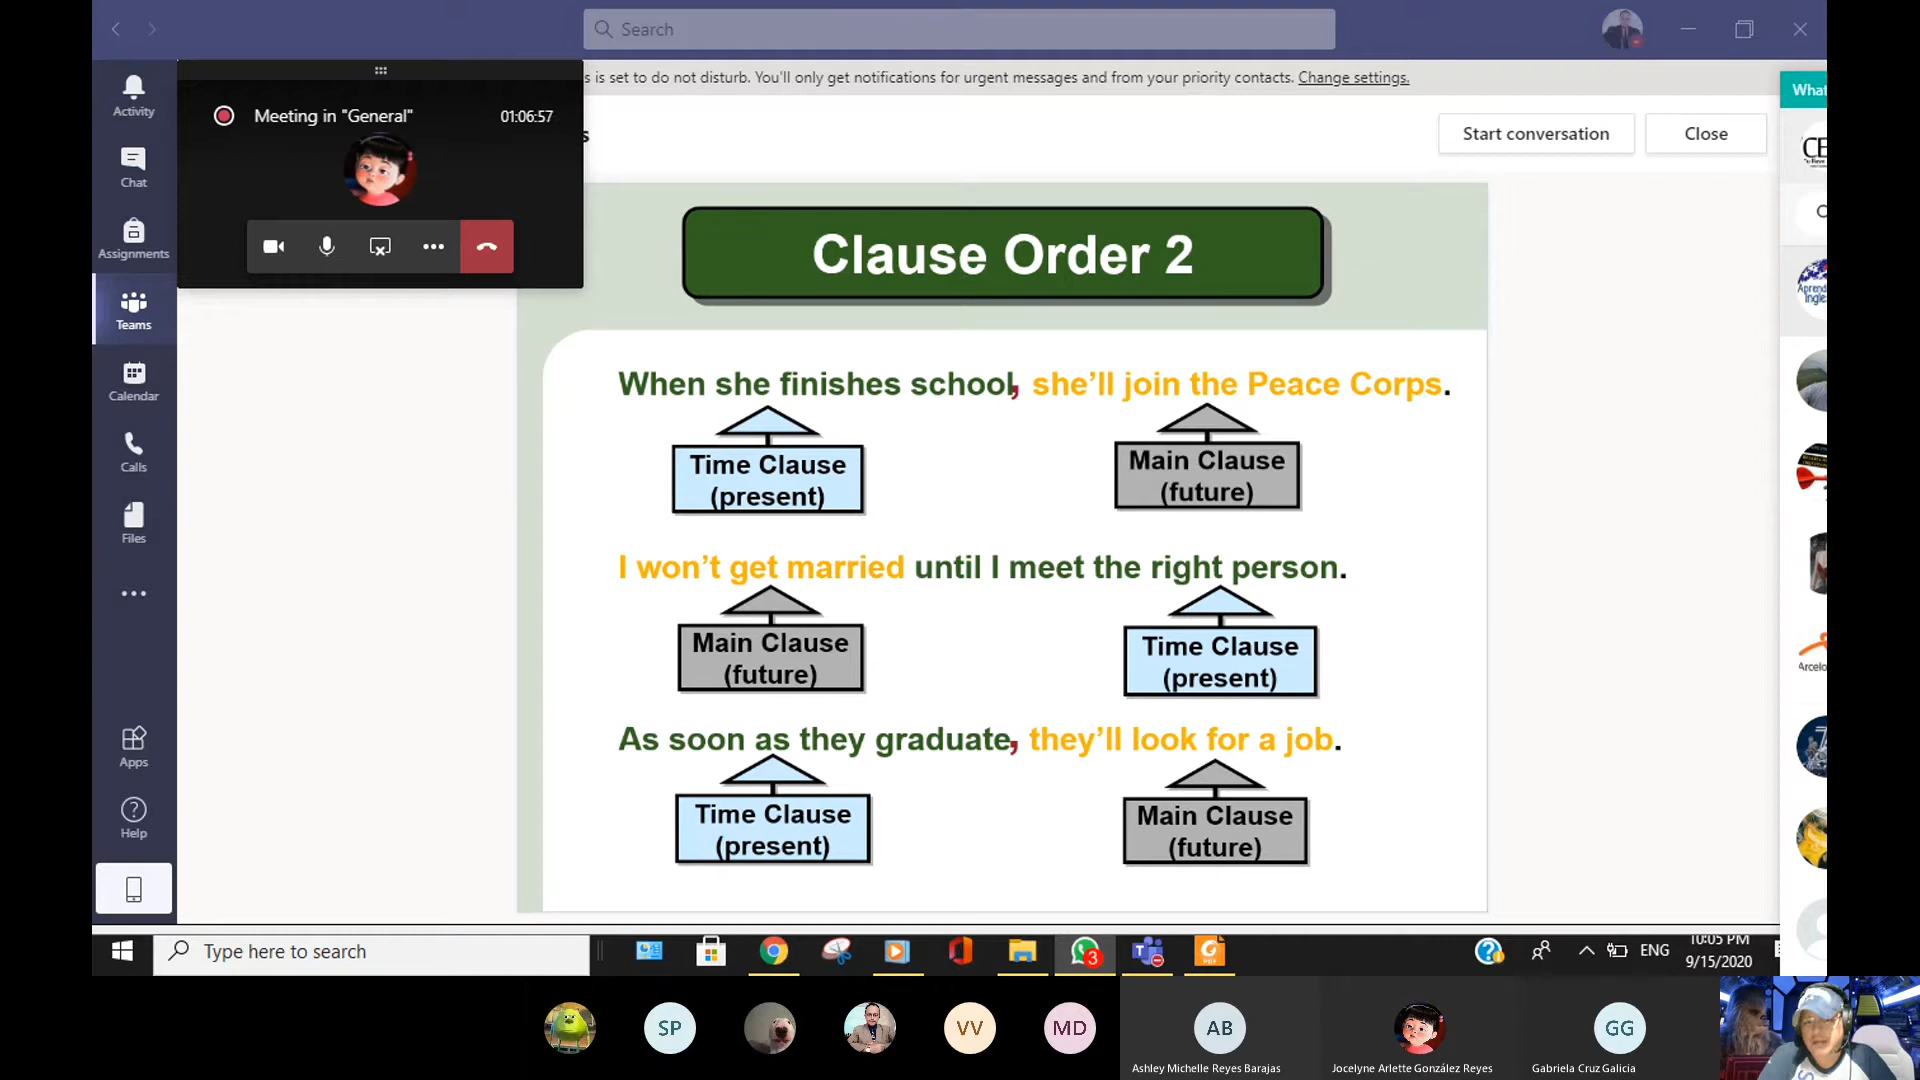 Search
Activity
Chat
Assignments
Teams
Calendar
Calls
Files
Apps
Help
Meeting in "General"
01:06:57
s is set to do not disturb. You'll only get notifications for urgent messages and from your priority contacts. Change settings.
s
Start conversation
Close
What
CE
Arcelo
Clause Order 2
When she finishes school, she'll join the Peace Corps.
Time Clause
(present)
Main Clause
(future)
I won't get married until I meet the right person.
Main Clause
(future)
Time Clause
(present)
As soon as they graduate, they'll look for a job.
Time Clause
(present)
Main Clause
(future)
Type here to search
3
ENG
10:05 PM
9/15/2020
SP
VV
MD
AB
GG
Ashley Michelle Reyes Barajas
Jocelyne Arlette González Reyes
Gabriela Cruz Galicia